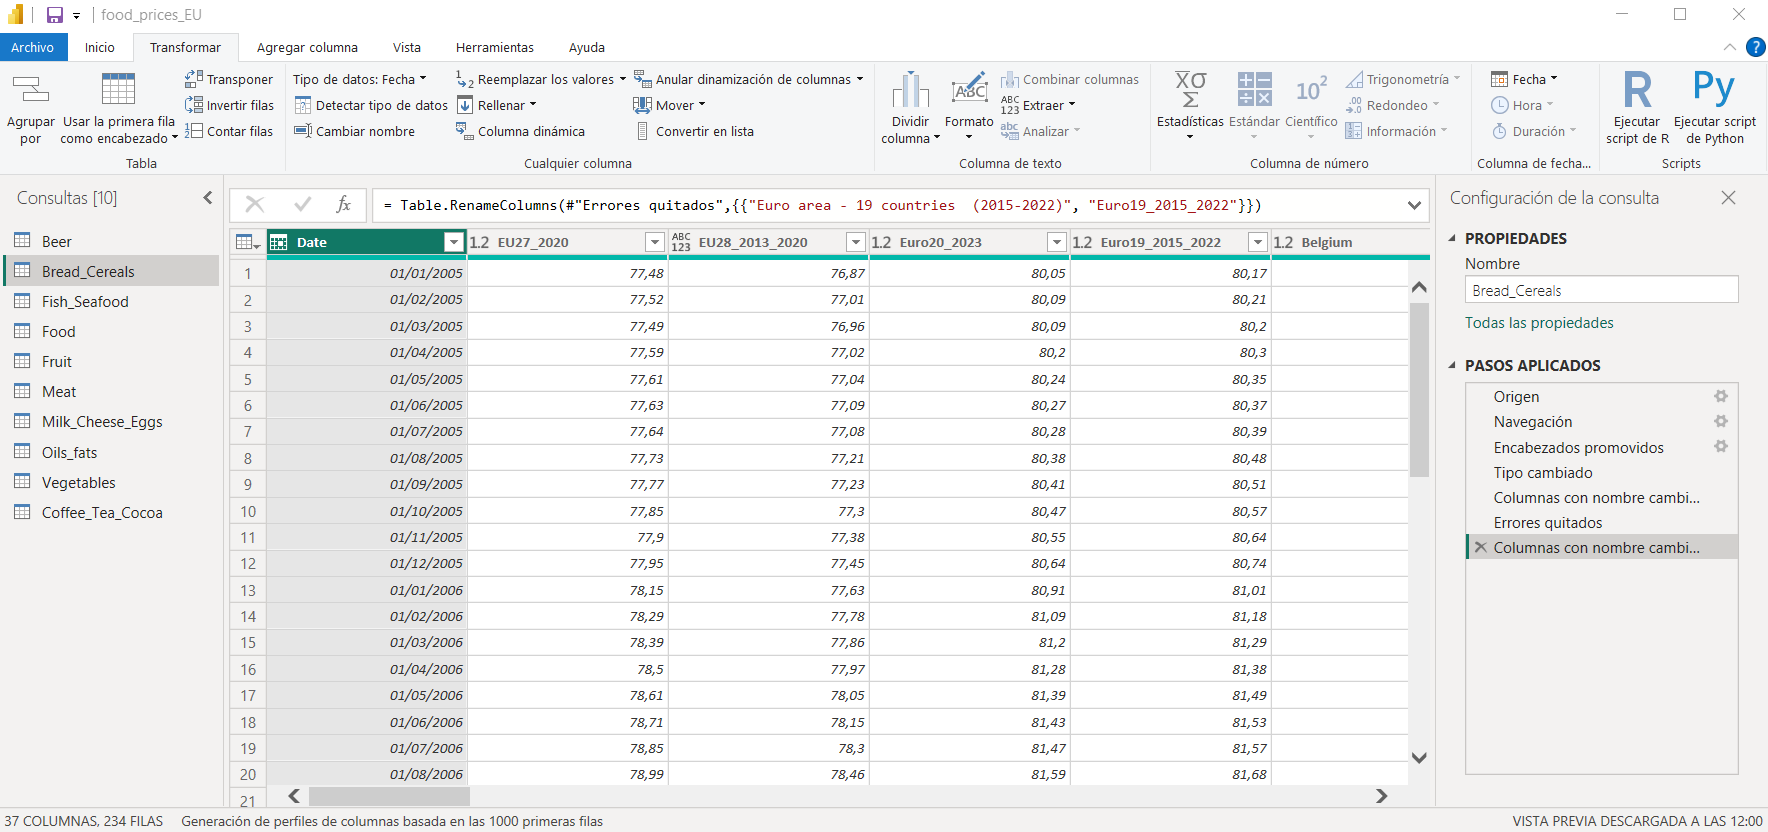 food_prices_EU
Archivo Inicio Transformar Agregar columna Vista Herramientas Ayuda
Agrupar por
Usar la primera fila como encabezado
Transponer
Invertir filas
Contar filas
Tabla
Tipo de datos: Fecha
Detectar tipo de datos
Cambiar nombre
1 2 Reemplazar los valores
Rellenar
Columna dinámica
Anular dinamización de columnas
Mover
Convertir en lista
Cualquier columna
Dividir columna
ABC
Formato
Combinar columnas
ABC 123 Extraer
abc Analizar
Columna de texto
ΧΟ Σ
Estadísticas
Estándar
10²
Científico
Trigonometría
.00 Redondeo
Información
Columna de número
Fecha
Hora
Duración
Columna de fecha...
R
Ejecutar script de R
Py
Ejecutar script de Python
Scripts
?
Consultas [10]
Beer
Bread_Cereals
Fish_Seafood
Food
Fruit
Meat
Milk_Cheese_Eggs
Oils_fats
Vegetables
Coffee_Tea_Cocoa
fx = Table.RenameColumns(#"Errores quitados",{{"Euro area - 19 countries  (2015-2022)", "Euro19_2015_2022"}})
Date 1.2 EU27_2020 ABC 123 EU28_2013_2020 1.2 Euro20_2023 1.2 Euro19_2015_2022 1.2 Belgium
1 01/01/2005 77,48 76,87 80,05 80,17
2 01/02/2005 77,52 77,01 80,09 80,21
3 01/03/2005 77,49 76,96 80,09 80,2
4 01/04/2005 77,59 77,02 80,2 80,3
5 01/05/2005 77,61 77,04 80,24 80,35
6 01/06/2005 77,63 77,09 80,27 80,37
7 01/07/2005 77,64 77,08 80,28 80,39
8 01/08/2005 77,73 77,21 80,38 80,48
9 01/09/2005 77,77 77,23 80,41 80,51
10 01/10/2005 77,85 77,3 80,47 80,57
11 01/11/2005 77,9 77,38 80,55 80,64
12 01/12/2005 77,95 77,45 80,64 80,74
13 01/01/2006 78,15 77,63 80,91 81,01
14 01/02/2006 78,29 77,78 81,09 81,18
15 01/03/2006 78,39 77,86 81,2 81,29
16 01/04/2006 78,5 77,97 81,28 81,38
17 01/05/2006 78,61 78,05 81,39 81,49
18 01/06/2006 78,71 78,15 81,43 81,53
19 01/07/2006 78,85 78,3 81,47 81,57
20 01/08/2006 78,99 78,46 81,59 81,68
21
Configuración de la consulta
PROPIEDADES
Nombre
Bread_Cereals
Todas las propiedades
PASOS APLICADOS
Origen
Navegación
Encabezados promovidos
Tipo cambiado
Columnas con nombre cambi...
Errores quitados
Columnas con nombre cambi...
37 COLUMNAS, 234 FILAS Generación de perfiles de columnas basada en las 1000 primeras filas VISTA PREVIA DESCARGADA A LAS 12:00